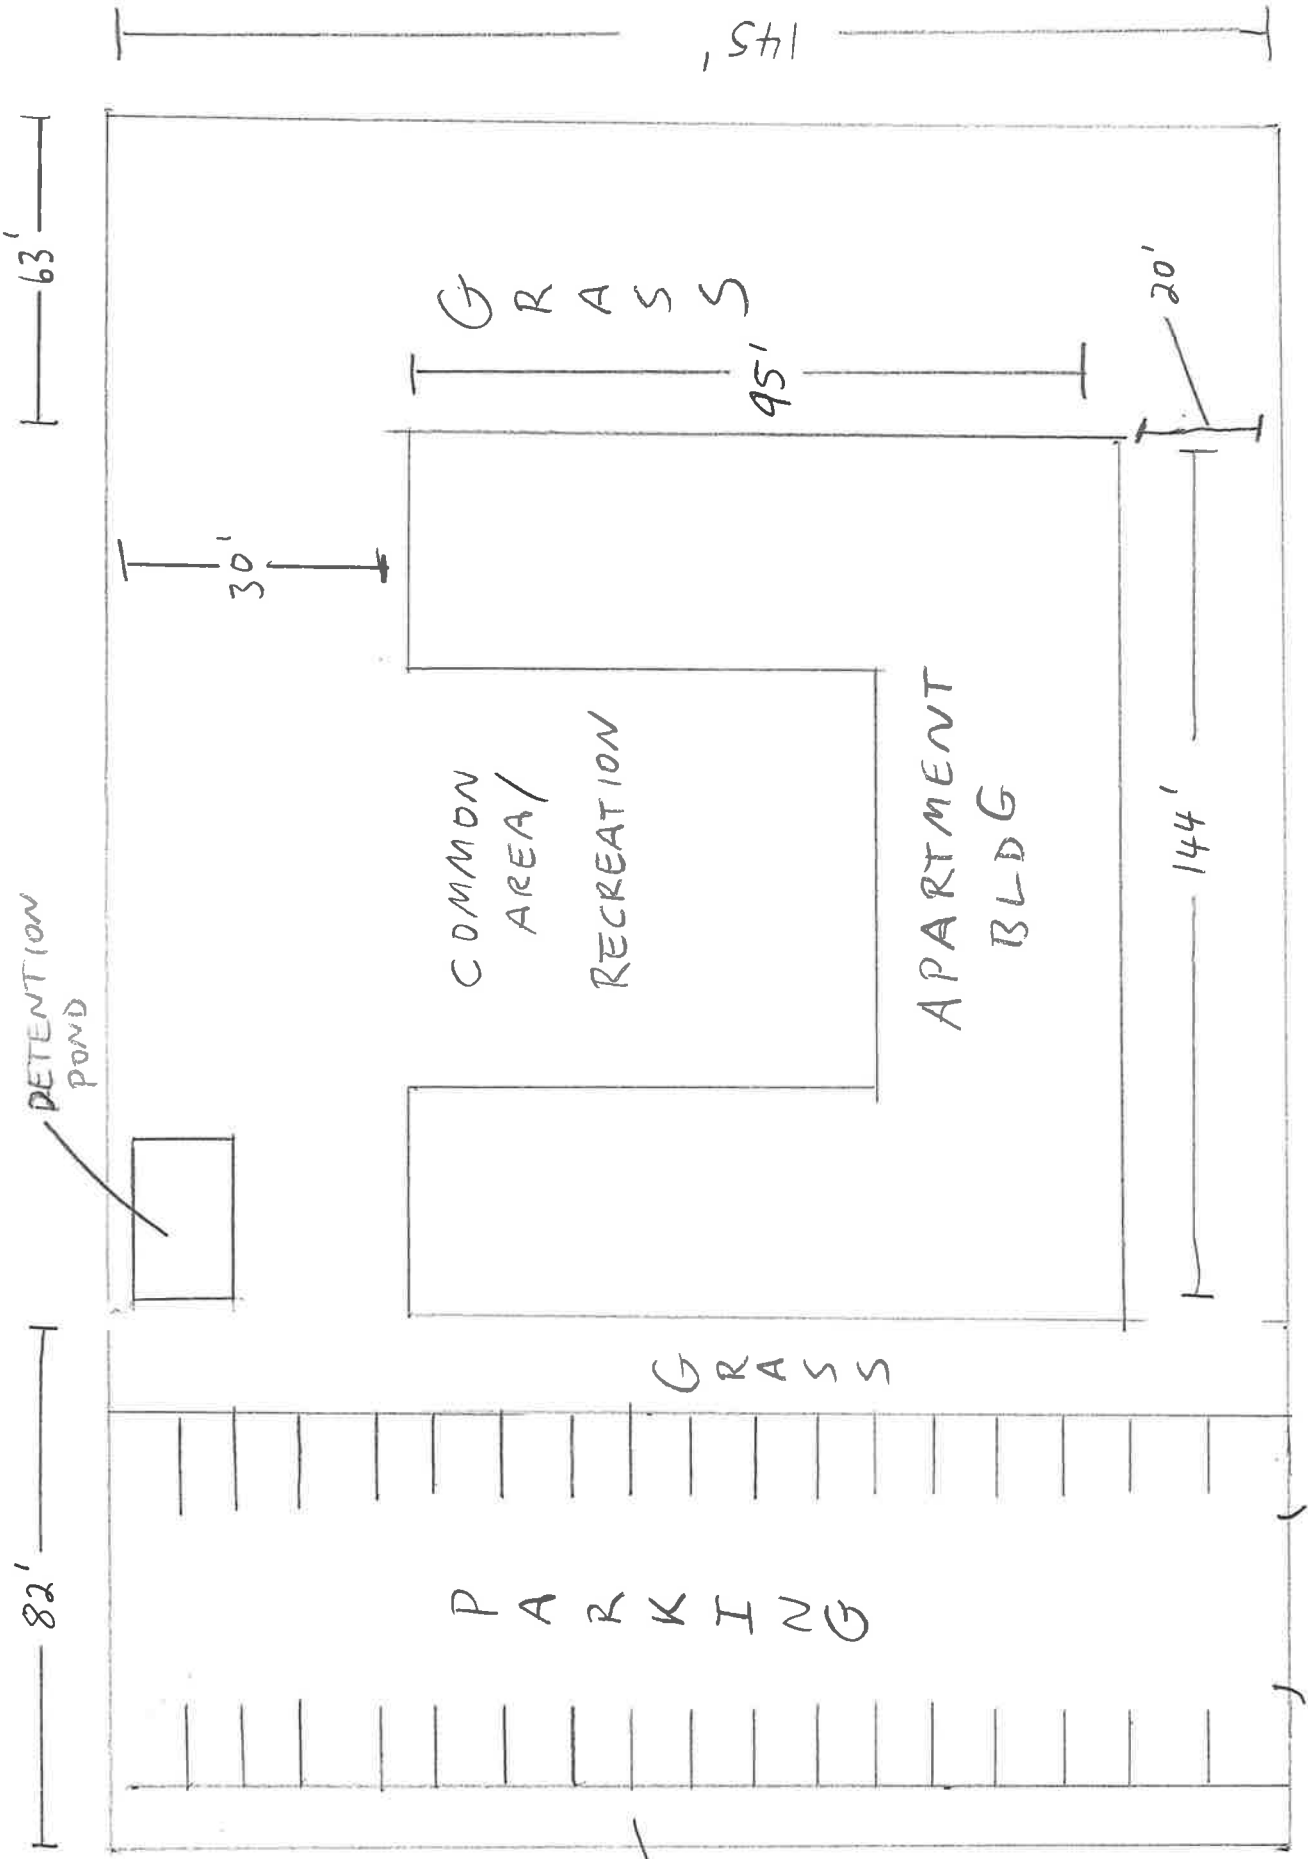 DETENTION
POND
82'
63'
145'
30'
GRASS
95'
20'
COMMON
AREA/
RECREATION
APARTMENT
BLDG
144'
GRASS
PARKING